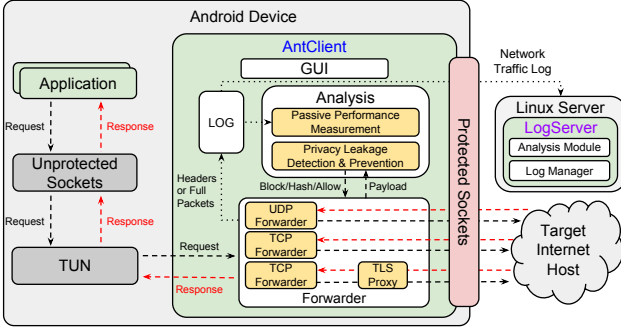 Android Device
AntClient
GUI
Network
Traffic Log
Application
Analysis
LOG
Passive Performance
Measurement
Privacy Leakage
Detection & Prevention
Linux Server
LogServer
Analysis Module
Log Manager
Request
Response
Protected Sockets
Unprotected
Sockets
Headers
or Full
Packets
Block/Hash/Allow
Payload
UDP
Forwarder
Request
Response
TCP
Forwarder
Request
Target
Internet
Host
TUN
TCP
Forwarder
TLS
Proxy
Response
Forwarder